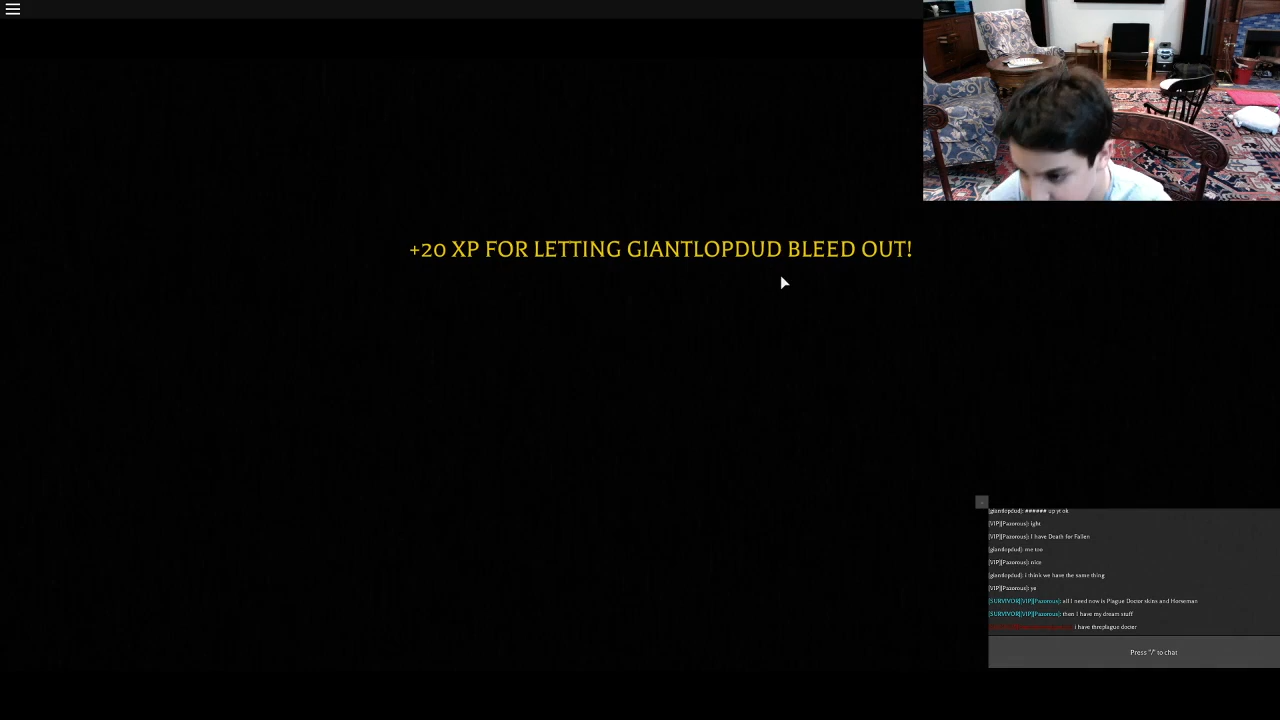 +20 XP FOR LETTING GIANTLOPDUD BLEED OUT!
[giantlopdud]: ###### up yt ok
[VIP][Pazorous]: ight
[VIP][Pazorous]: I have Death for Fallen
[giantlopdud]: me too
[VIP][Pazorous]: nice
[giantlopdud]: i think we have the same thing
[VIP][Pazorous]: ye
[SURVIVOR][VIP][Pazorous]: all I need now is Plague Doctor skins and Horseman
[SURVIVOR][VIP][Pazorous]: then I have my dream stuff
i have threplague docter
Press "/" to chat